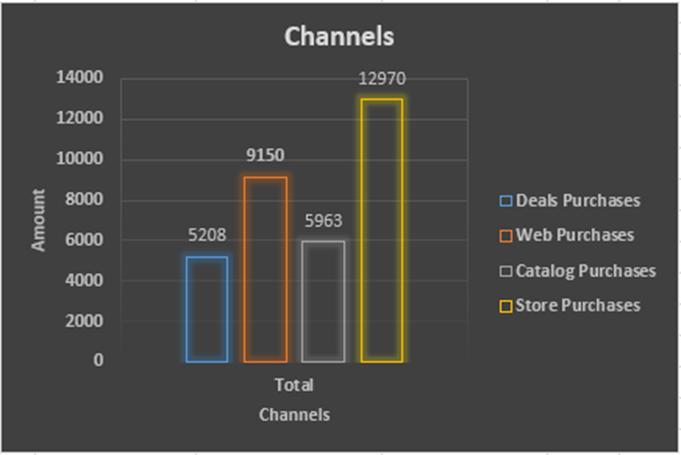 Channels
14000
12000
10000
8000
6000
4000
2000
0
Amount
12970
9150
5963
5208
Total
Channels
Deals Purchases
Web Purchases
Catalog Purchases
Store Purchases